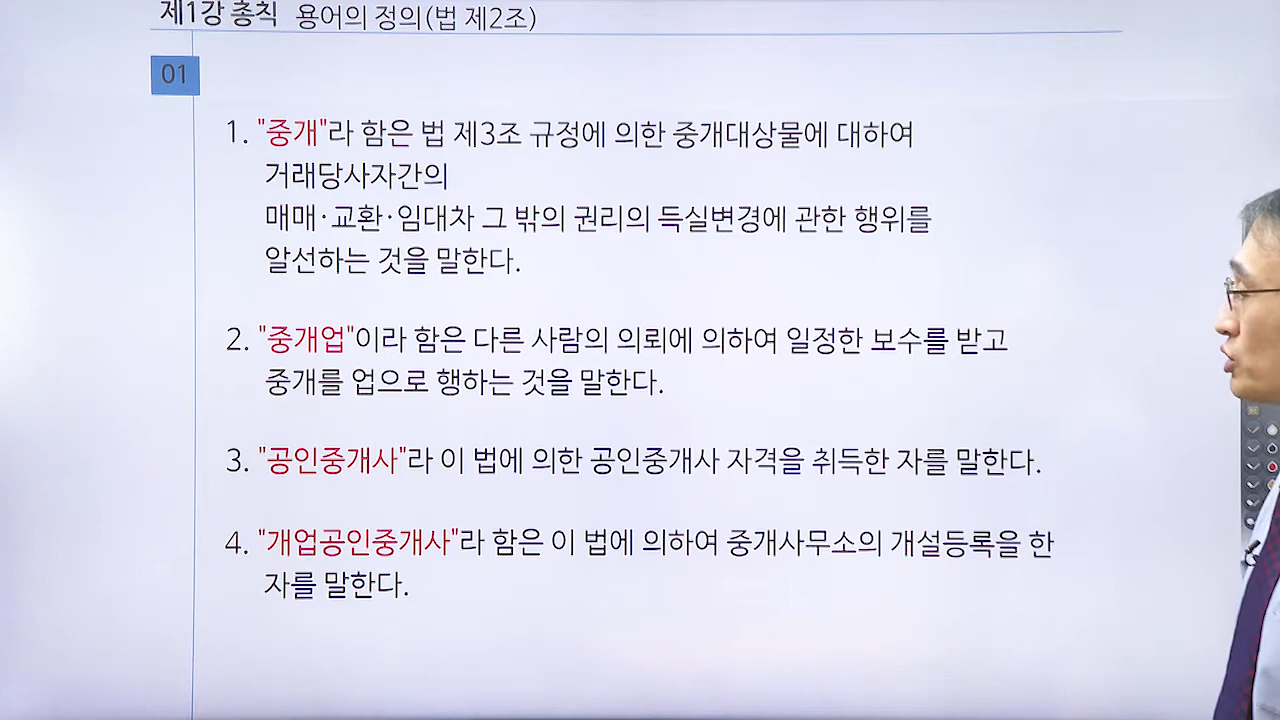 제1강 총칙 용어의 정의(법 제2조)
01
1. "중개"라 함은 법 제3조 규정에 의한 중개대상물에 대하여
거래당사자간의
매매·교환·임대차 그 밖의 권리의 득실변경에 관한 행위를
알선하는 것을 말한다.
2. "중개업"이라 함은 다른 사람의 의뢰에 의하여 일정한 보수를 받고
중개를 업으로 행하는 것을 말한다.
3. "공인중개사"라 이 법에 의한 공인중개사 자격을 취득한 자를 말한다.
4. "개업공인중개사"라 함은 이 법에 의하여 중개사무소의 개설등록을 한
자를 말한다.